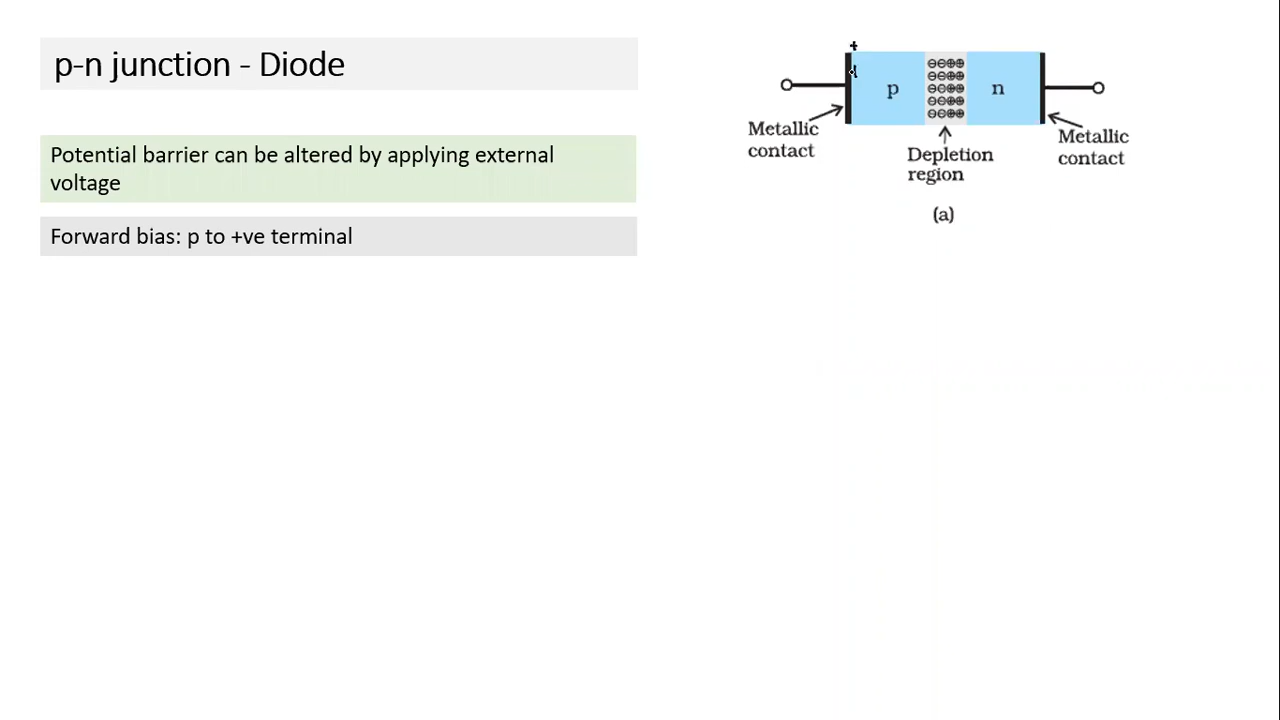 p-n junction - Diode
Potential barrier can be altered by applying external
voltage
Forward bias: p to +ve terminal
p
n
⊖⊖⊕⊕
⊖⊖⊕⊕
⊖⊖⊕⊕
⊖⊖⊕⊕
⊖⊖⊕⊕
Metallic
contact
Depletion
region
Metallic
contact
(a)